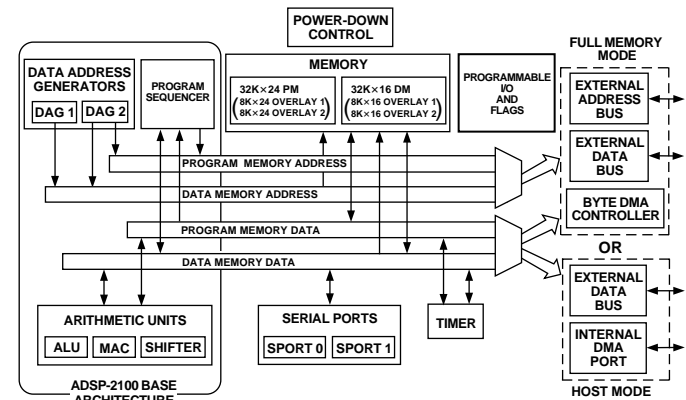 POWER-DOWN
CONTROL
FULL MEMORY
MODE
DATA ADDRESS
GENERATORS
DAG 1
DAG 2
PROGRAM
SEQUENCER
MEMORY
32K×24 PM
(8K×24 OVERLAY 1
8K×24 OVERLAY 2)
32K×16 DM
(8K×16 OVERLAY 1
8K×16 OVERLAY 2)
PROGRAMMABLE
I/O
AND
FLAGS
EXTERNAL
ADDRESS
BUS
EXTERNAL
DATA
BUS
BYTE DMA
CONTROLLER
PROGRAM MEMORY ADDRESS
DATA MEMORY ADDRESS
PROGRAM MEMORY DATA
DATA MEMORY DATA
OR
EXTERNAL
DATA
BUS
INTERNAL
DMA
PORT
HOST MODE
ARITHMETIC UNITS
ALU
MAC
SHIFTER
SERIAL PORTS
SPORT 0
SPORT 1
TIMER
ADSP-2100 BASE
ARCHITECTURE